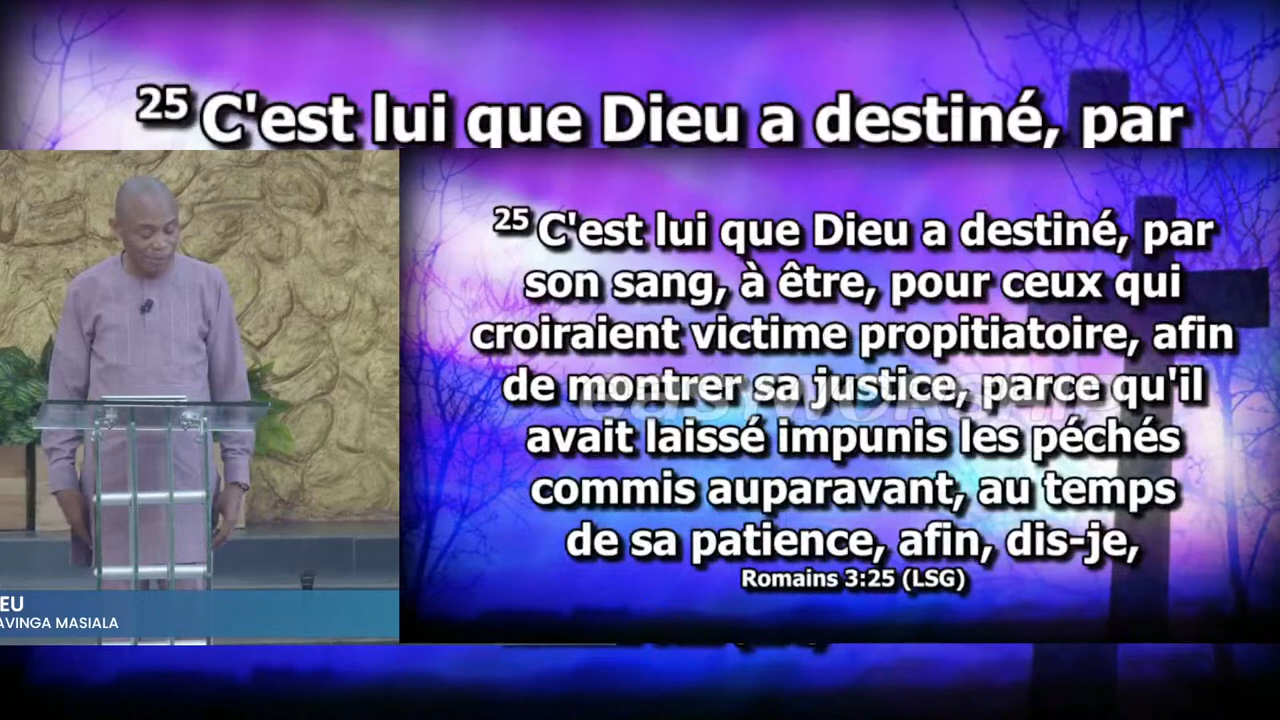 25 C'est lui que Dieu a destiné, par
25 C'est lui que Dieu a destiné, par
son sang, à être, pour ceux qui
croiraient victime propitiatoire, afin
de montrer sa justice, parce qu'il
avait laissé impunis les péchés
commis auparavant, au temps
de sa patience, afin, dis-je,
Romains 3:25 (LSG)
EU
AVINGA MASIALA